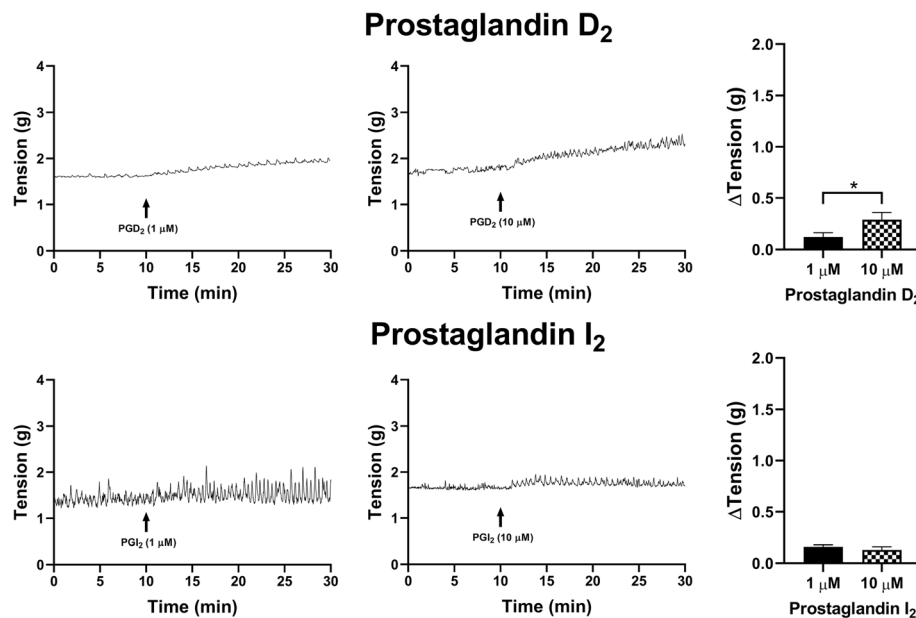 Prostaglandin D₂
Tension (g)
4
3
2
1
0
PGD₂ (1 μM)
0 5 10 15 20 25 30
Time (min)
Tension (g)
4
3
2
1
0
PGD₂ (10 μM)
0 5 10 15 20 25 30
Time (min)
ΔTension (g)
2.0
1.5
1.0
0.5
0.0
*
1 μM 10 μM
Prostaglandin D₂
Prostaglandin I₂
Tension (g)
4
3
2
1
0
PGI₂ (1 μM)
0 5 10 15 20 25 30
Time (min)
Tension (g)
4
3
2
1
0
PGI₂ (10 μM)
0 5 10 15 20 25 30
Time (min)
ΔTension (g)
2.0
1.5
1.0
0.5
0.0
1 μM 10 μM
Prostaglandin I₂